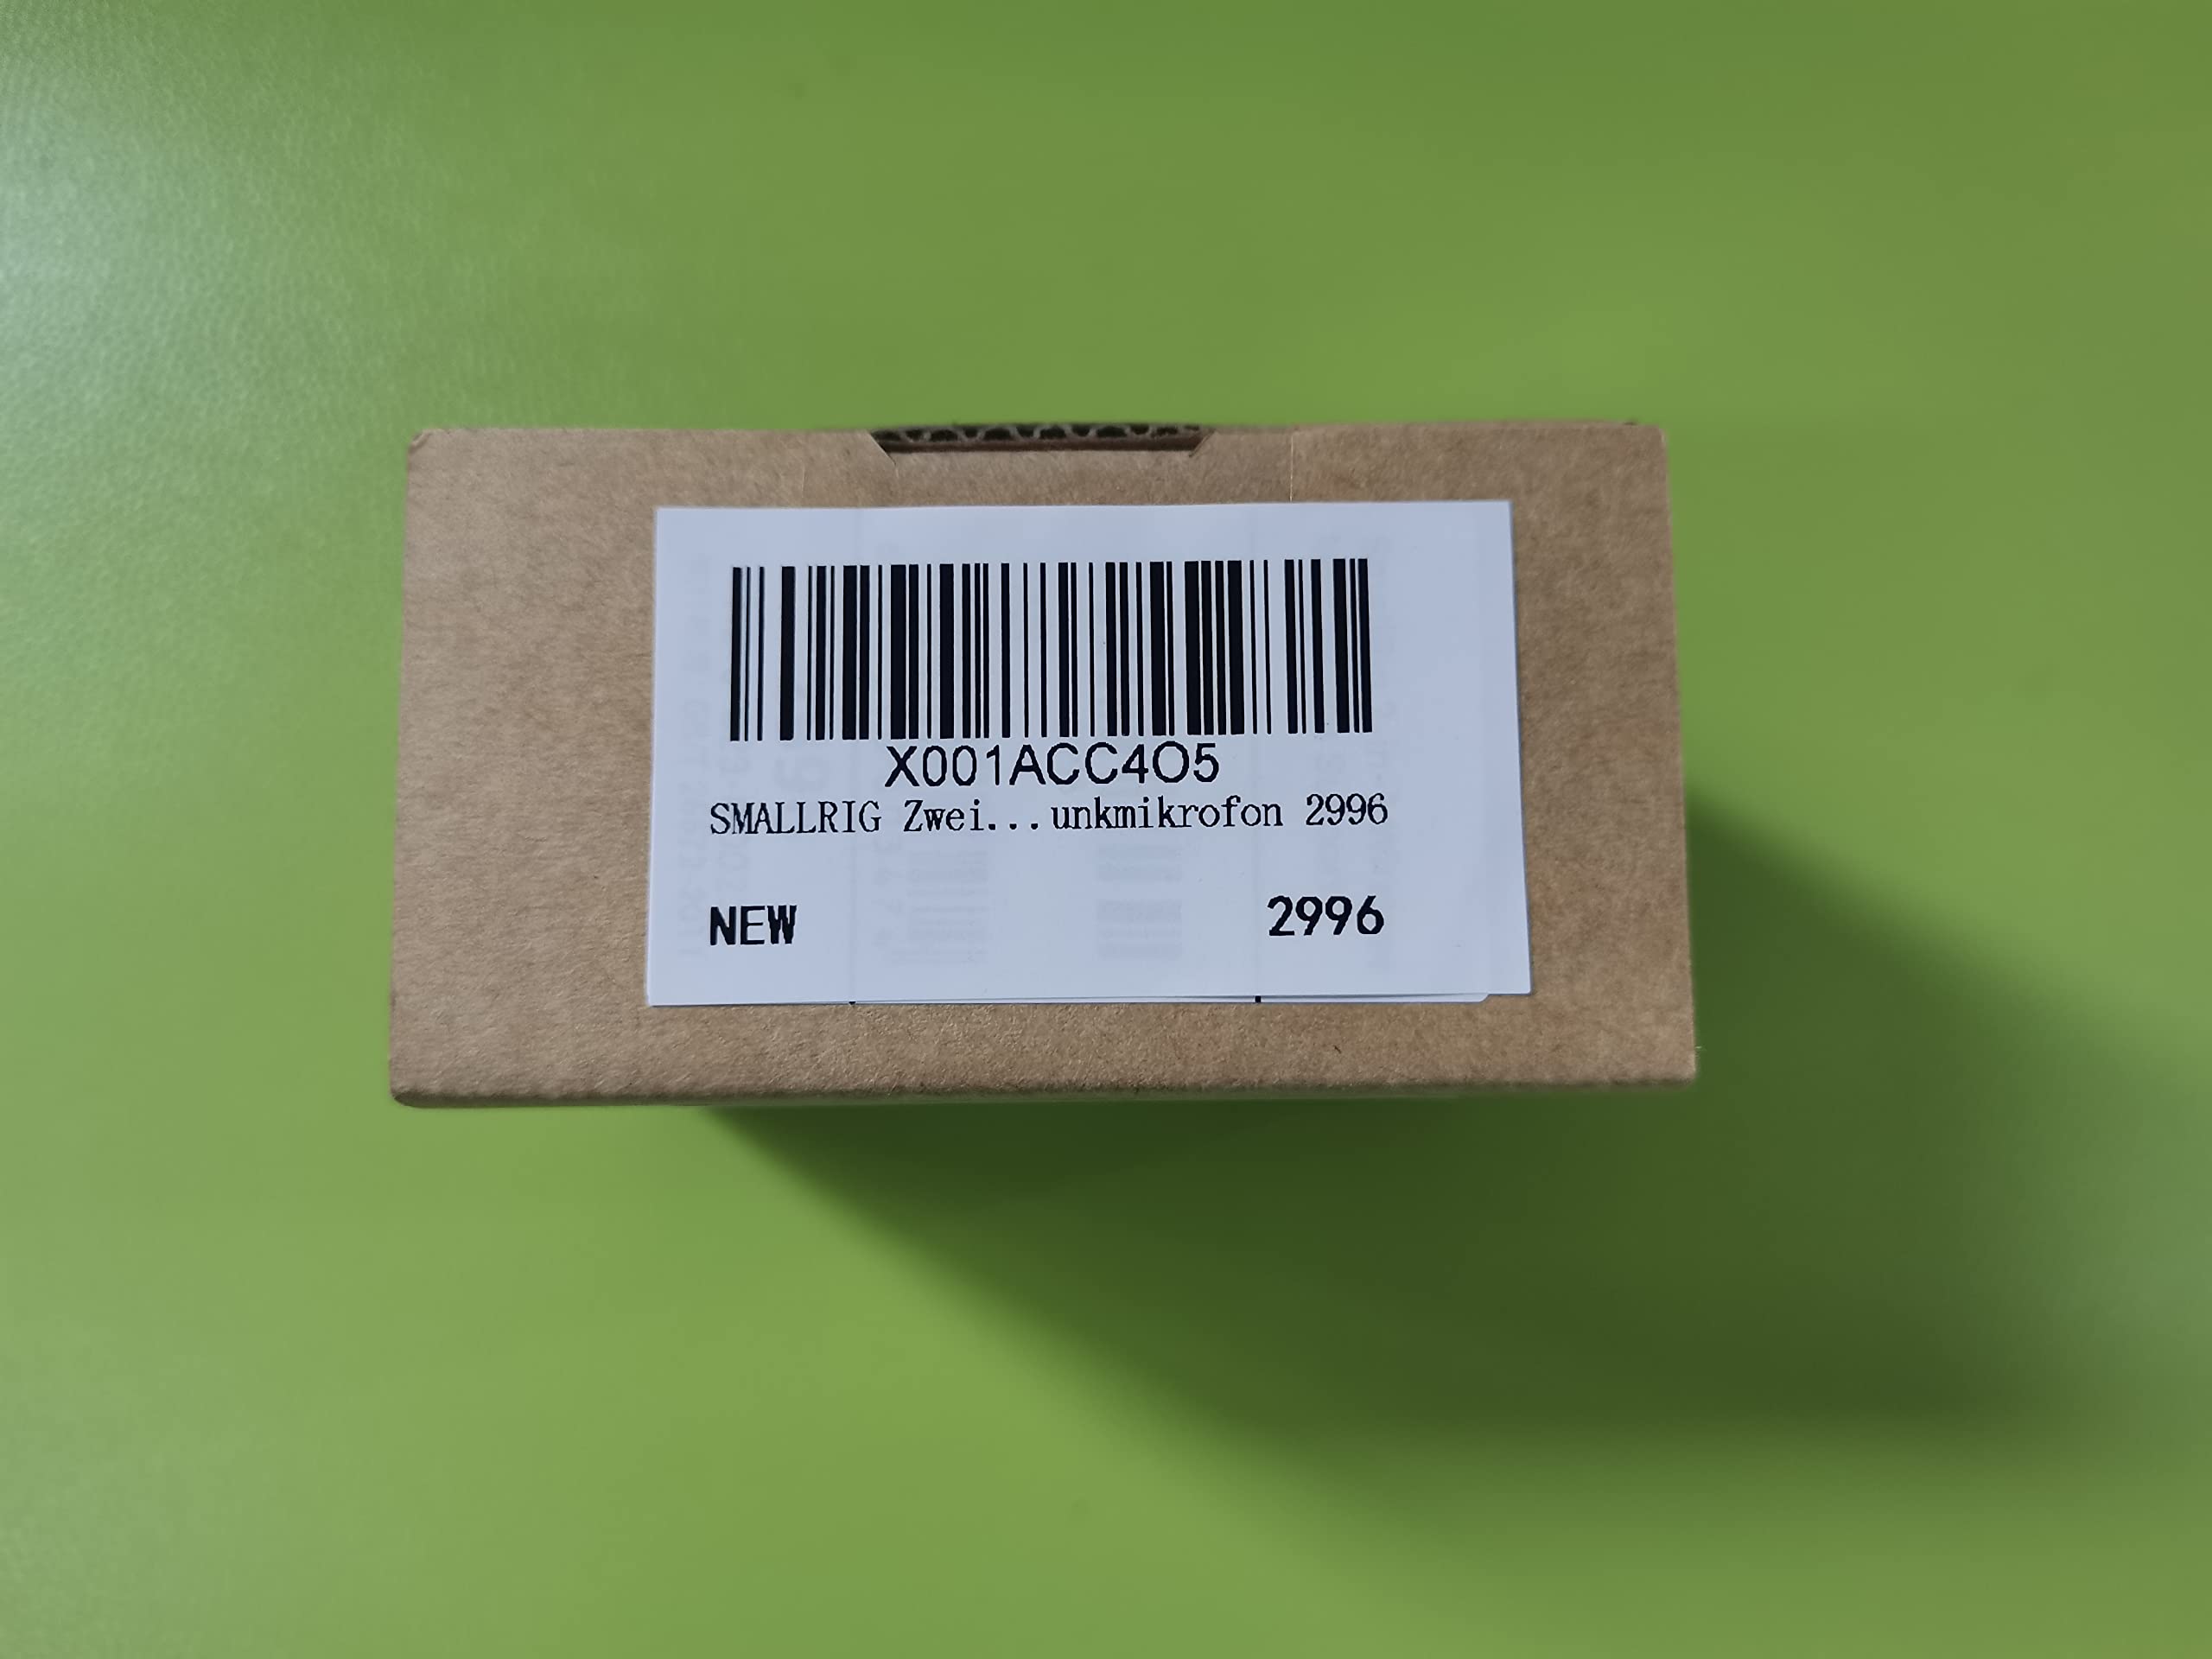 X001ACC4O5
SMALLRIG Zwei...unkmikrofon 2996
NEW 2996